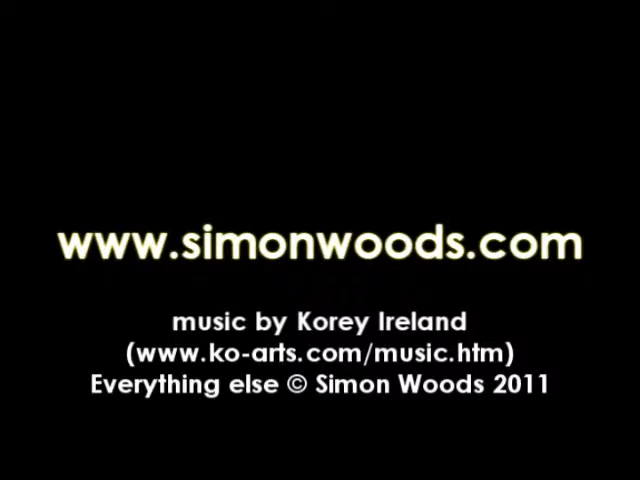 www.simonwoods.com
music by Korey Ireland
(www.ko-arts.com/music.htm)
Everything else © Simon Woods 2011